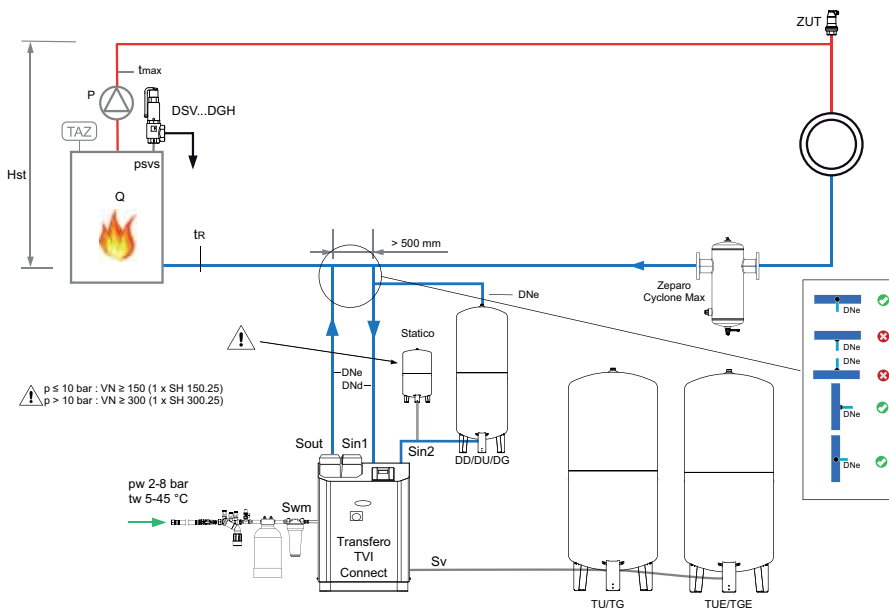 ZUT
tmax
P
DSV...DGH
TAZ
psvs
Hst
Q
tR
> 500 mm
Zeparo
Cyclone Max
DNe
Statico
DNe
DNe
DNe
DNe
DNe
p ≤ 10 bar : VN ≥ 150 (1 x SH 150.25)
p > 10 bar : VN ≥ 300 (1 x SH 300.25)
DNe
DNd
Sout
Sin1
Sin2
DD/DU/DG
pw 2-8 bar
tw 5-45 °C
Swm
Transfero
TVI
Connect
Sv
TU/TG
TUE/TGE